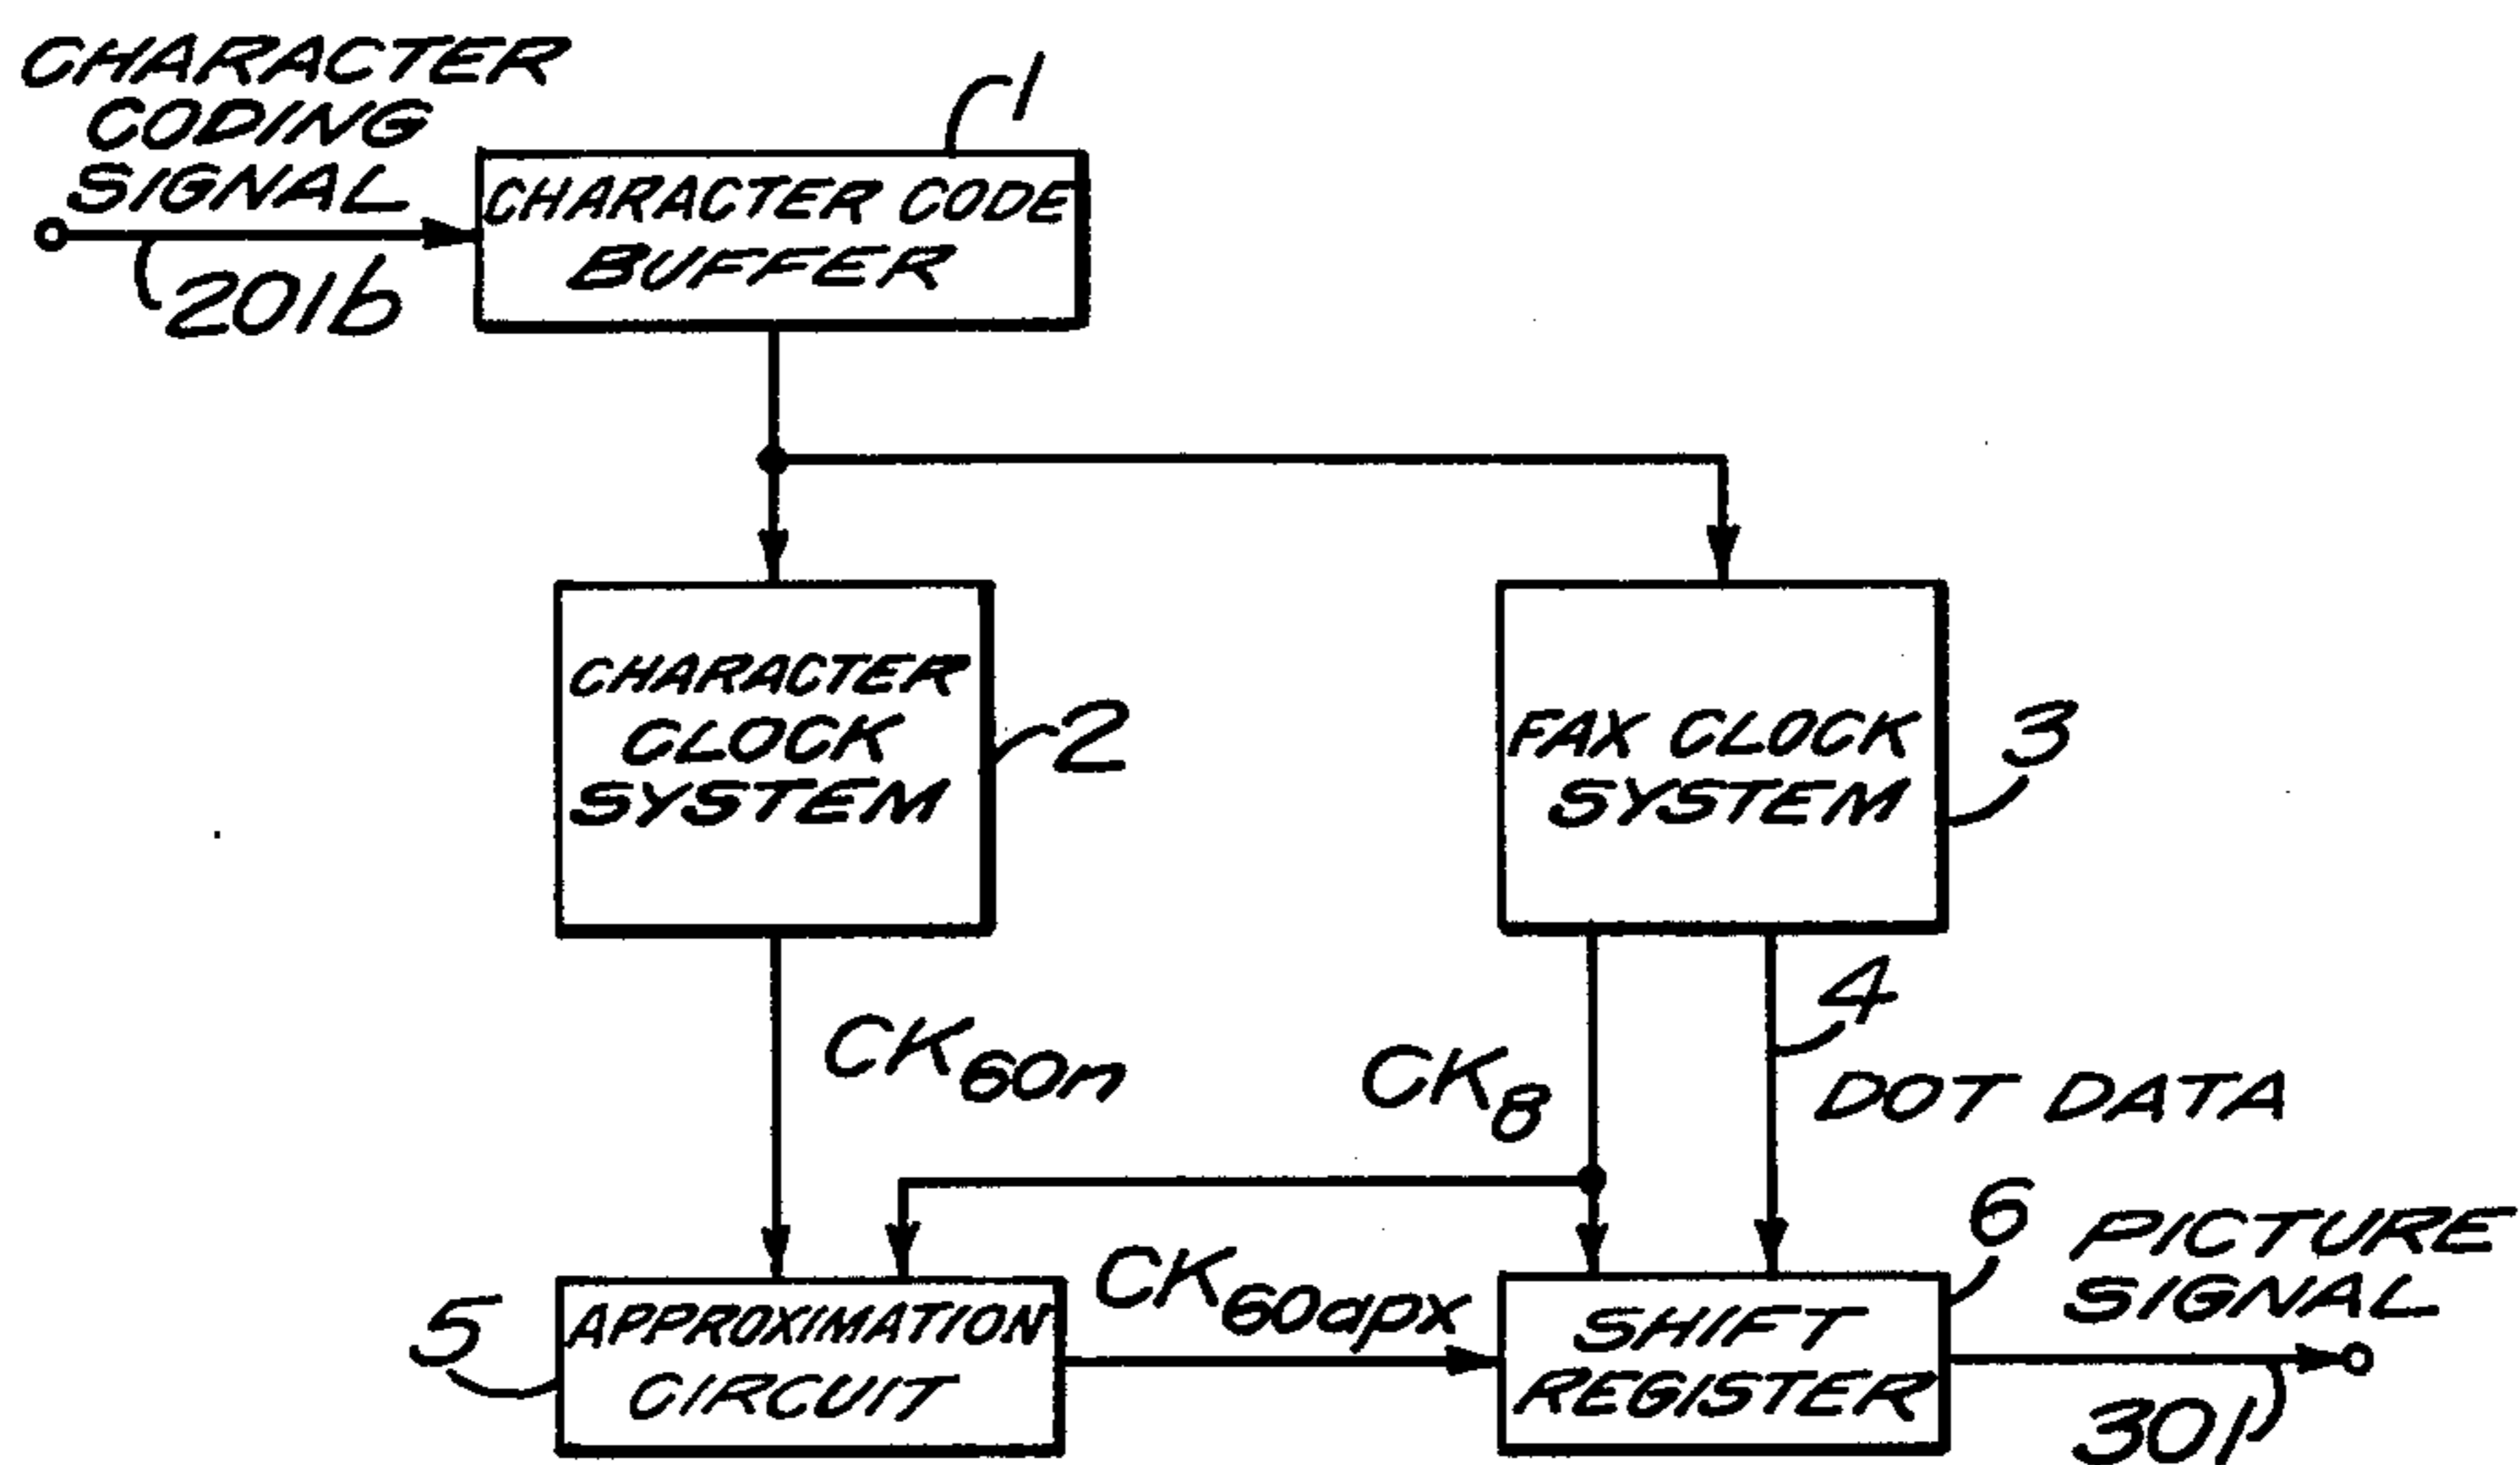 CHARACTER
CODING
SIGNAL
201b
1
CHARACTER CODE
BUFFER
CHARACTER
CLOCK
SYSTEM
2
FAX CLOCK
SYSTEM
3
CK60n
CK8
4
DOT DATA
5
APPROXIMATION
CIRCUIT
CK60apx
6
SHIFT
REGISTER
PICTURE
SIGNAL
301